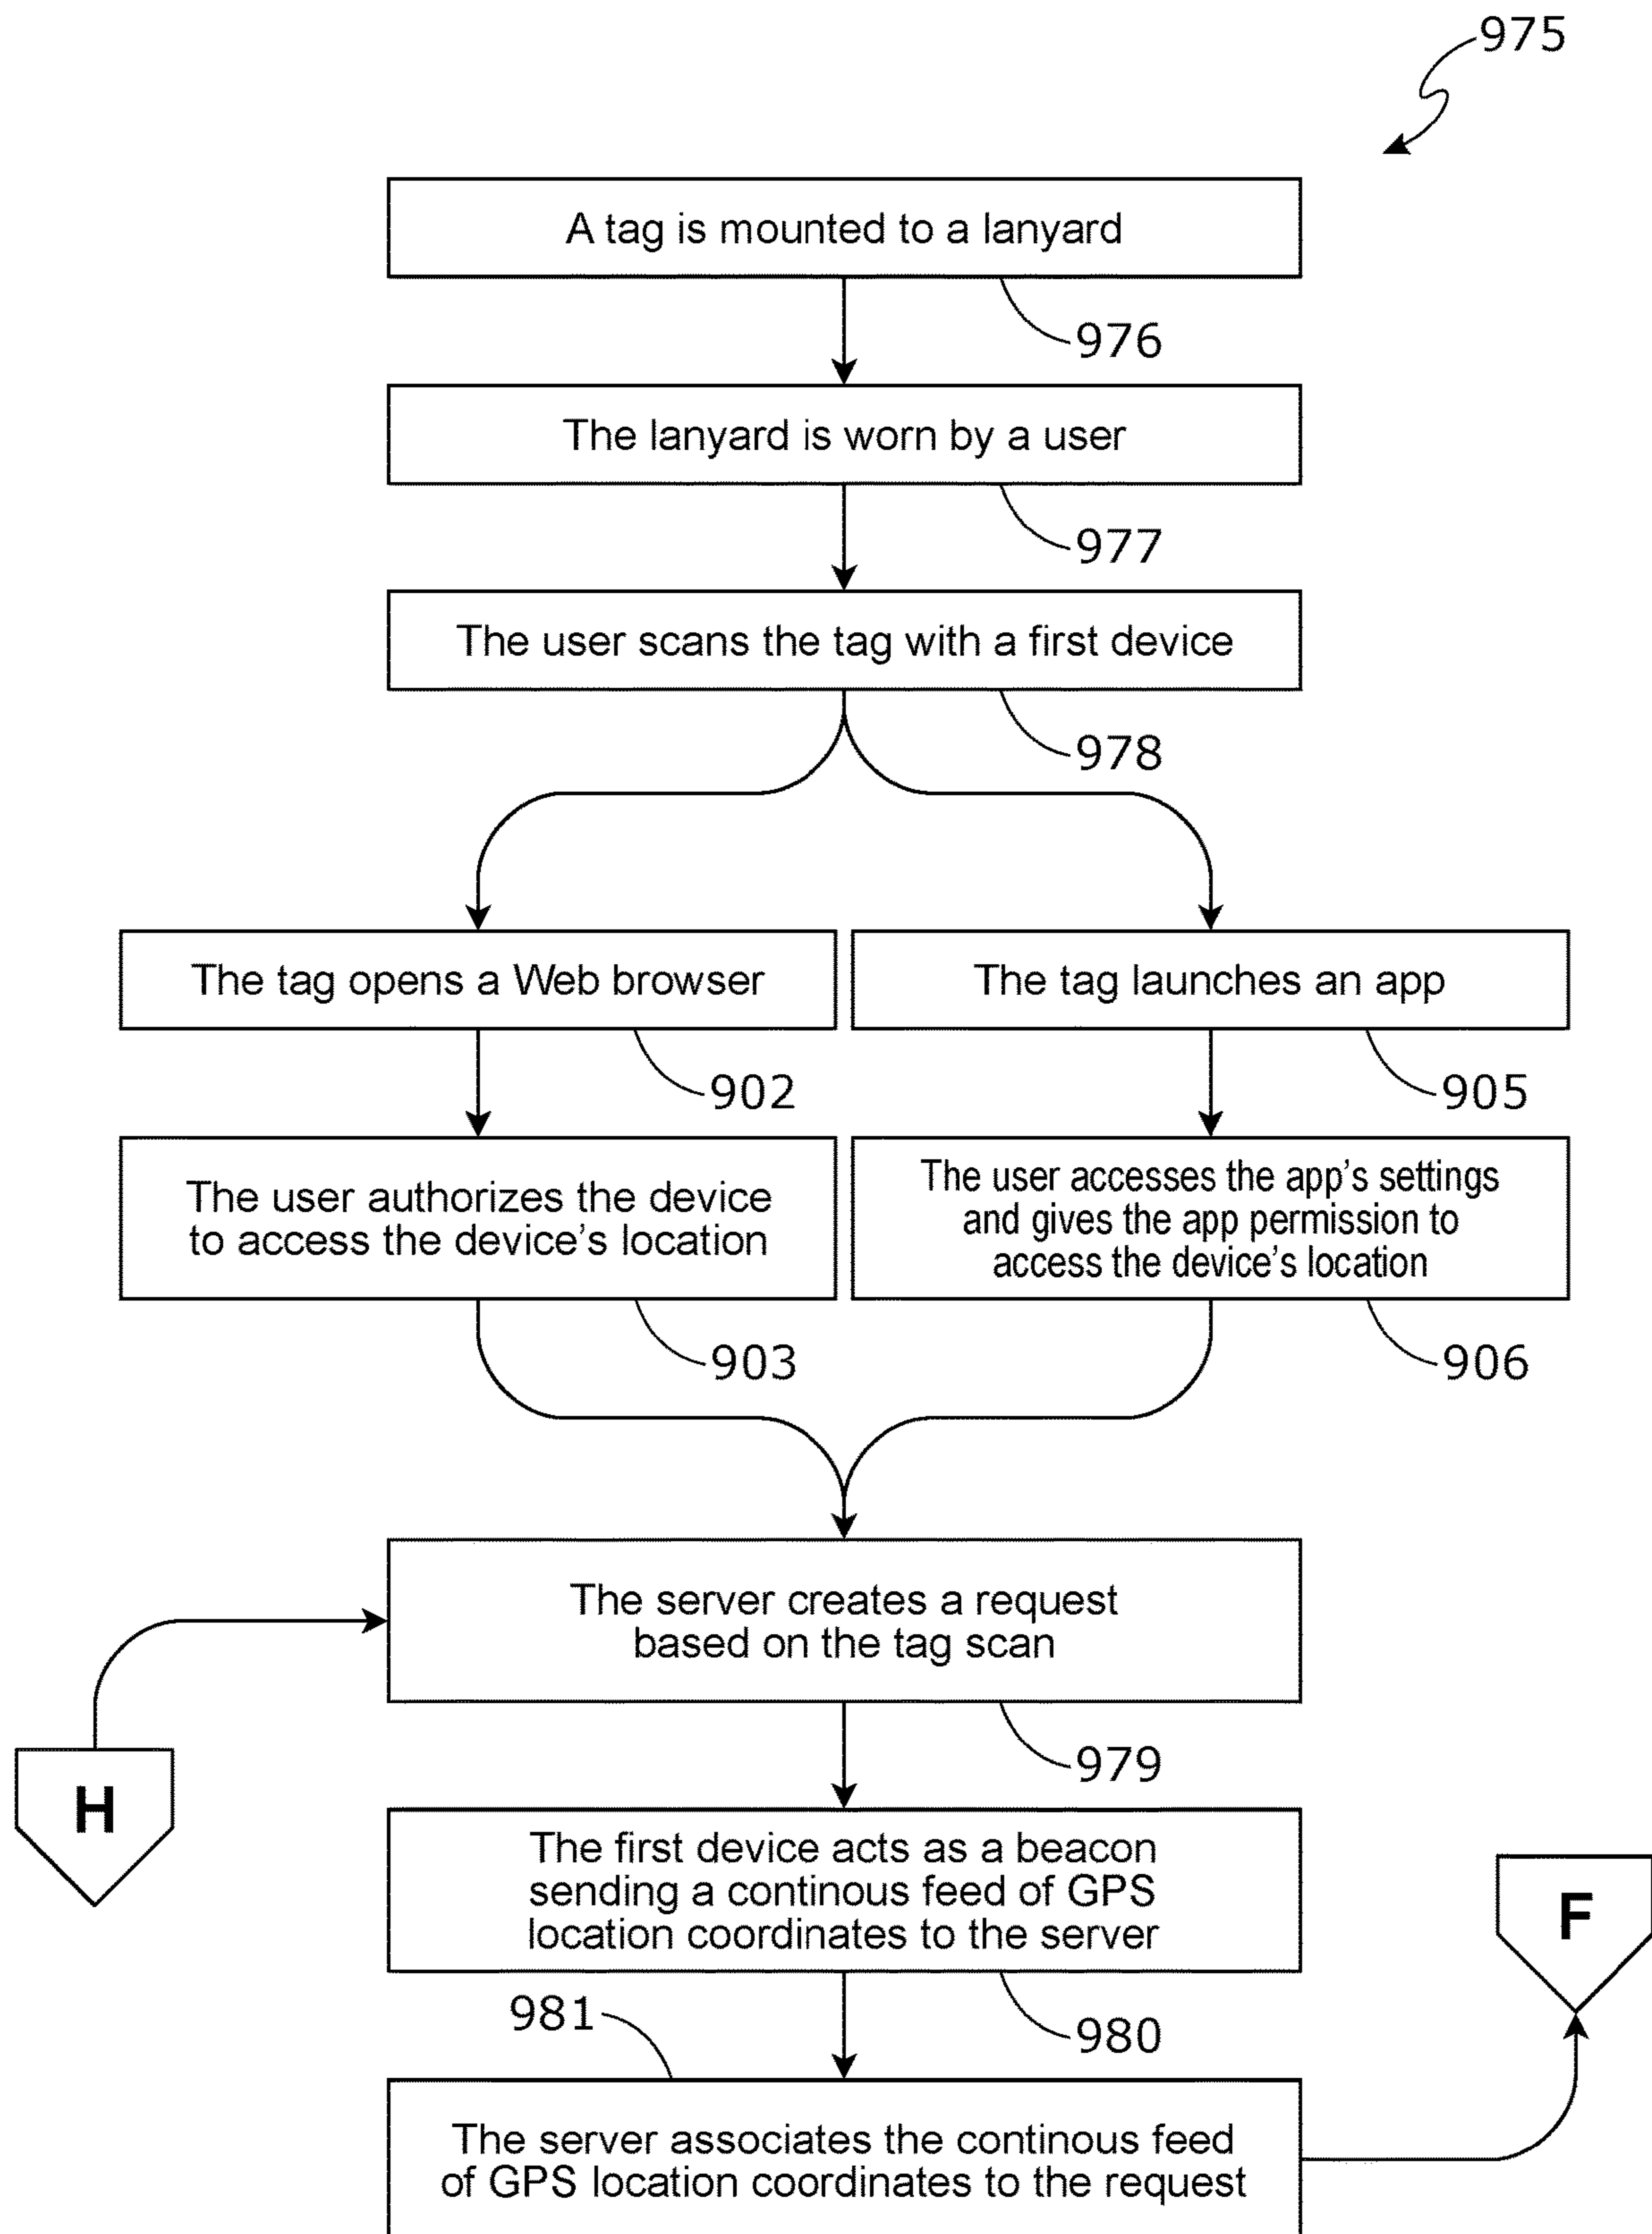 975
A tag is mounted to a lanyard
976
The lanyard is worn by a user
977
The user scans the tag with a first device
978
The tag opens a Web browser
902
The tag launches an app
905
The user authorizes the device
to access the device's location
903
The user accesses the app's settings
and gives the app permission to
access the device's location
906
The server creates a request
based on the tag scan
979
H
The first device acts as a beacon
sending a continous feed of GPS
location coordinates to the server
980
F
981
The server associates the continous feed
of GPS location coordinates to the request